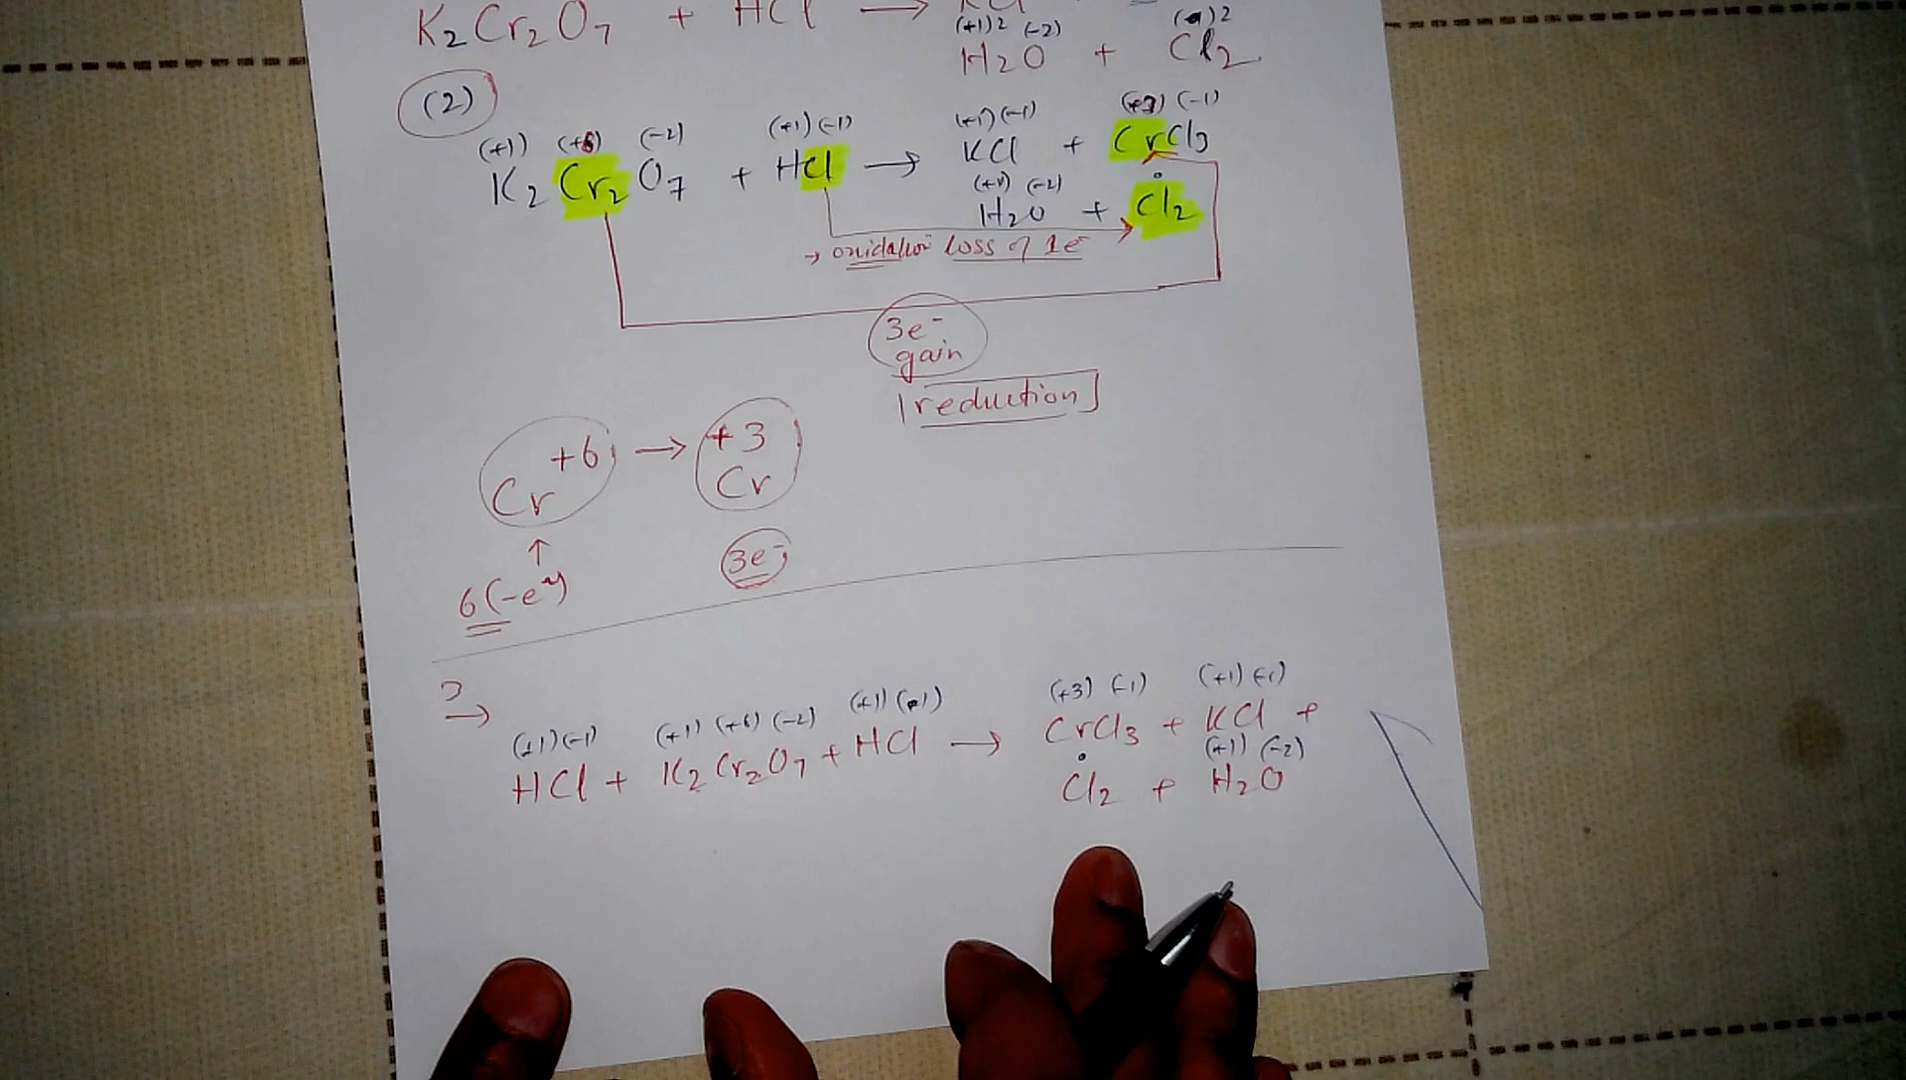 K2Cr2O7 + HCl → KCl
(+1)2 (-2) (0)2
H2O + Cl2
(2)
(+1) (+6) (-2) (+1) (-1) (+1) (-1) (+3) (-1)
K2Cr2O7 + HCl → KCl + CrCl3
(+1) (-2) o
H2O + Cl2
→ oxidation loss of 1e-
3e-
gain
reduction
Cr+6 → +3
Cr
6(-e) 3e-
3 →
(+1) (-1) (+1) (+6) (-2) (+1) (-1) (+3) (-1) (+1) (-1)
HCl + K2Cr2O7 + HCl → CrCl3 + KCl +
o (+1) (-2)
Cl2 + H2O